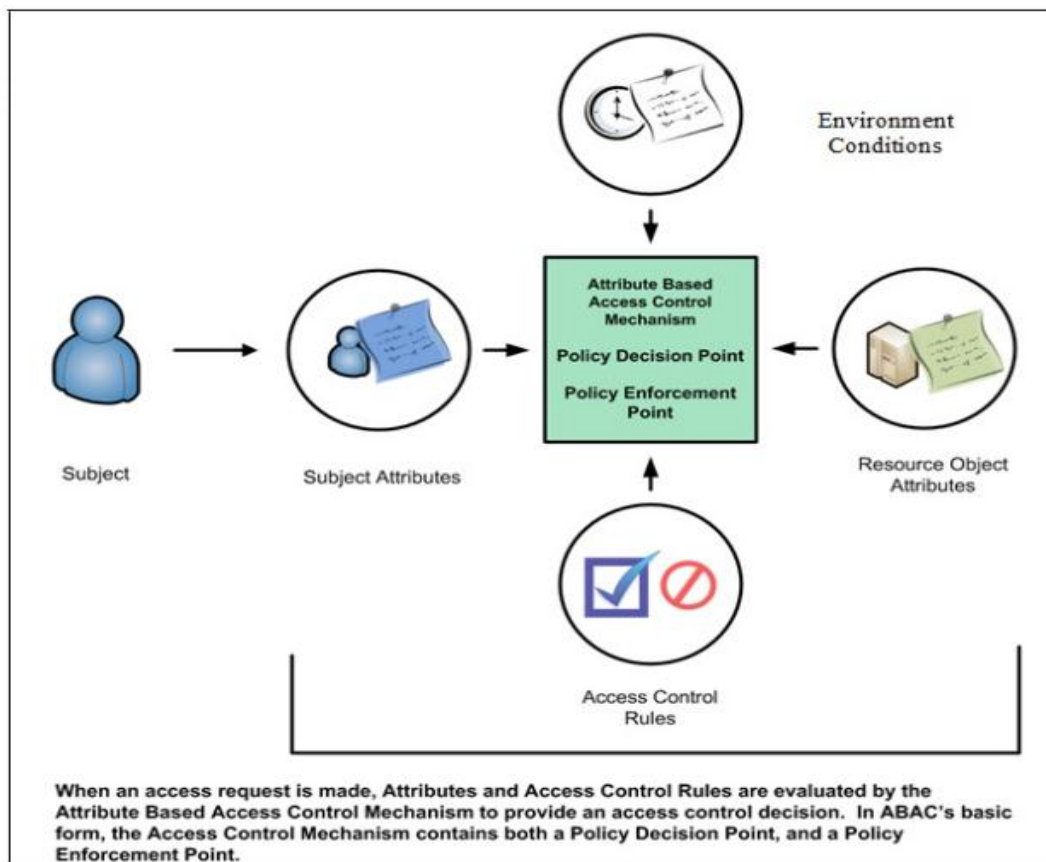 Environment
Conditions
Attribute Based
Access Control
Mechanism
Policy Decision Point
Policy Enforcement
Point
Subject
Subject Attributes
Resource Object
Attributes
Access Control
Rules
When an access request is made, Attributes and Access Control Rules are evaluated by the
Attribute Based Access Control Mechanism to provide an access control decision. In ABAC's basic
form, the Access Control Mechanism contains both a Policy Decision Point, and a Policy
Enforcement Point.